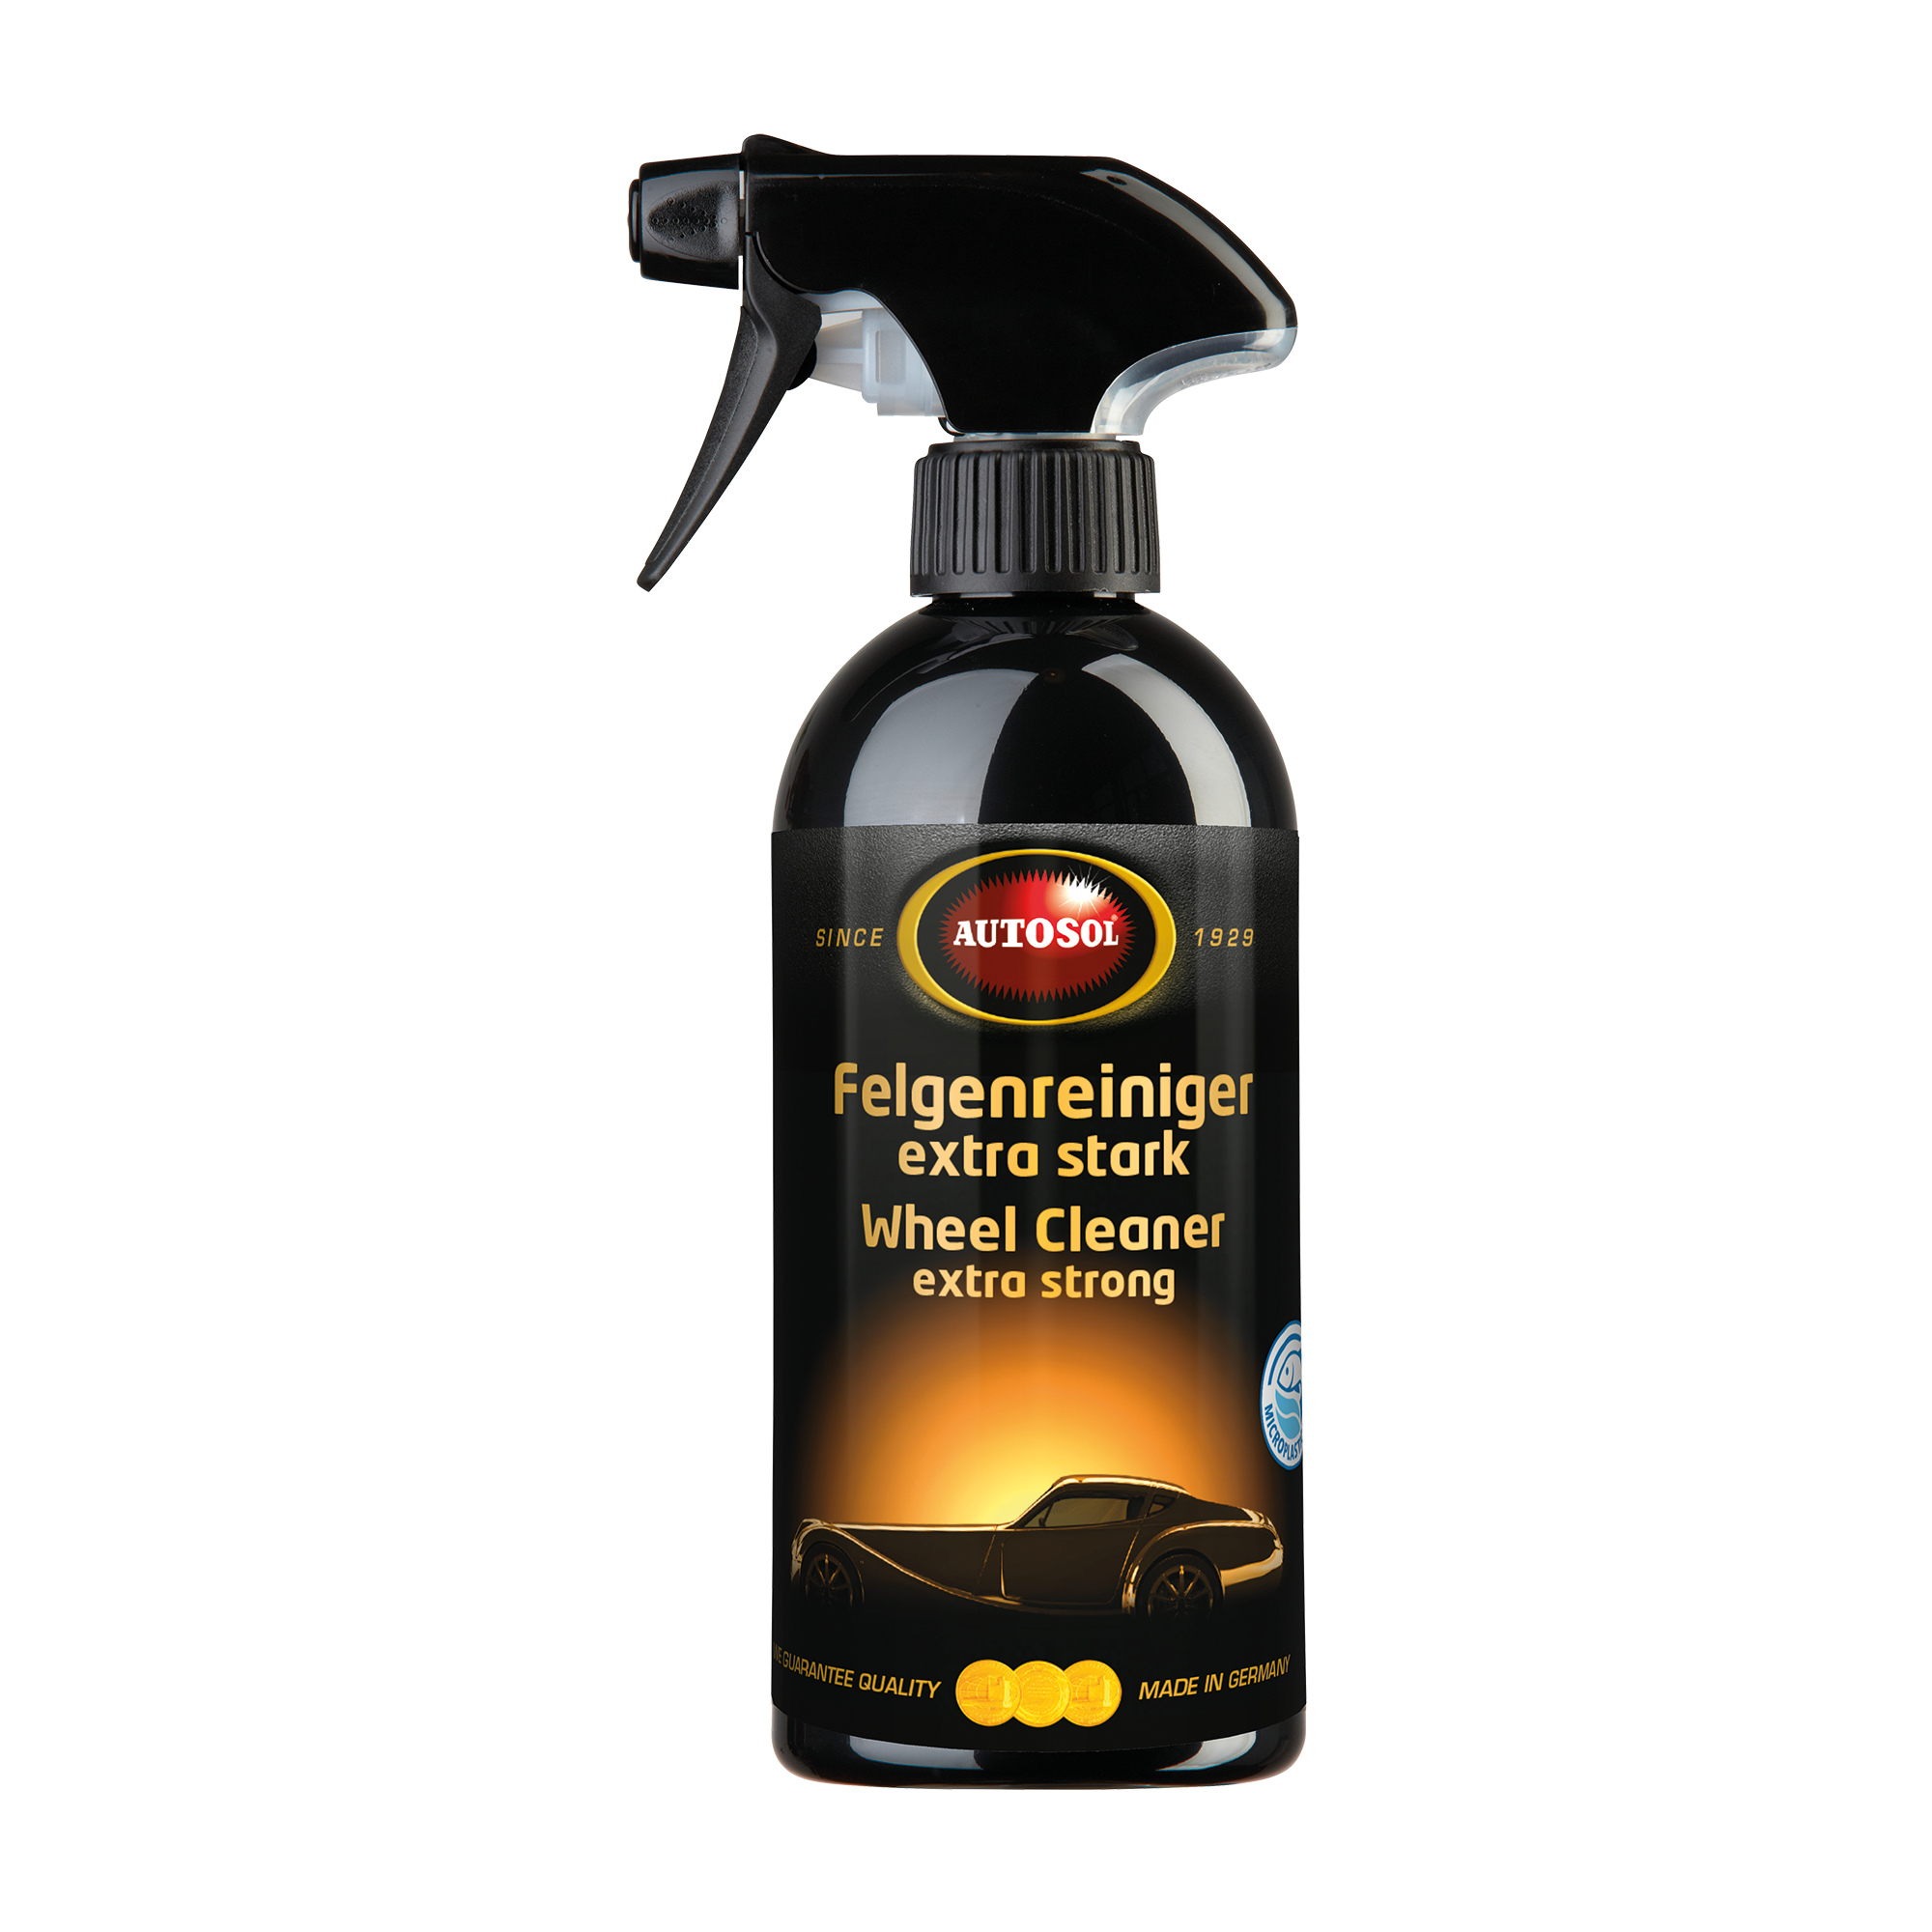 SINCE AUTOSOL® 1929
Felgenreiniger
extra stark
Wheel Cleaner
extra strong
WE GUARANTEE QUALITY
MADE IN GERMANY